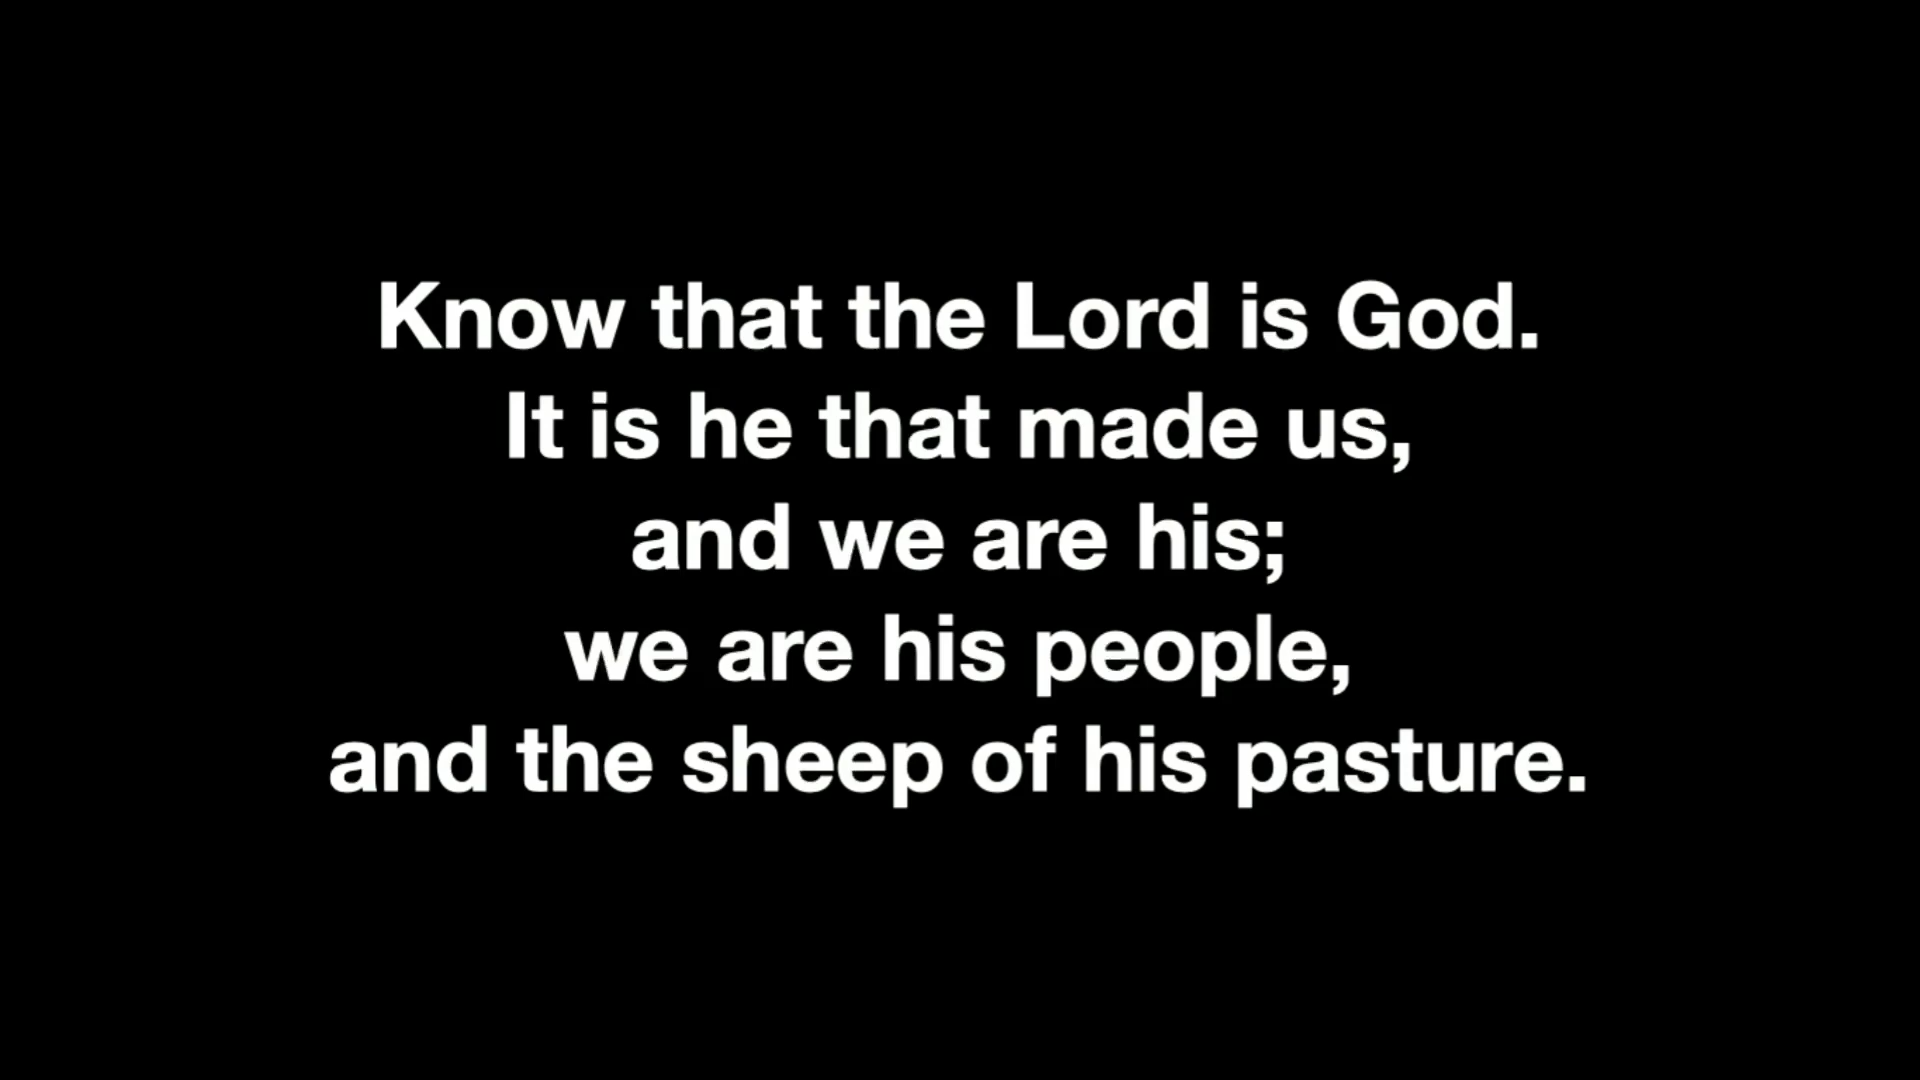 Know that the Lord is God.
It is he that made us,
and we are his;
we are his people,
and the sheep of his pasture.